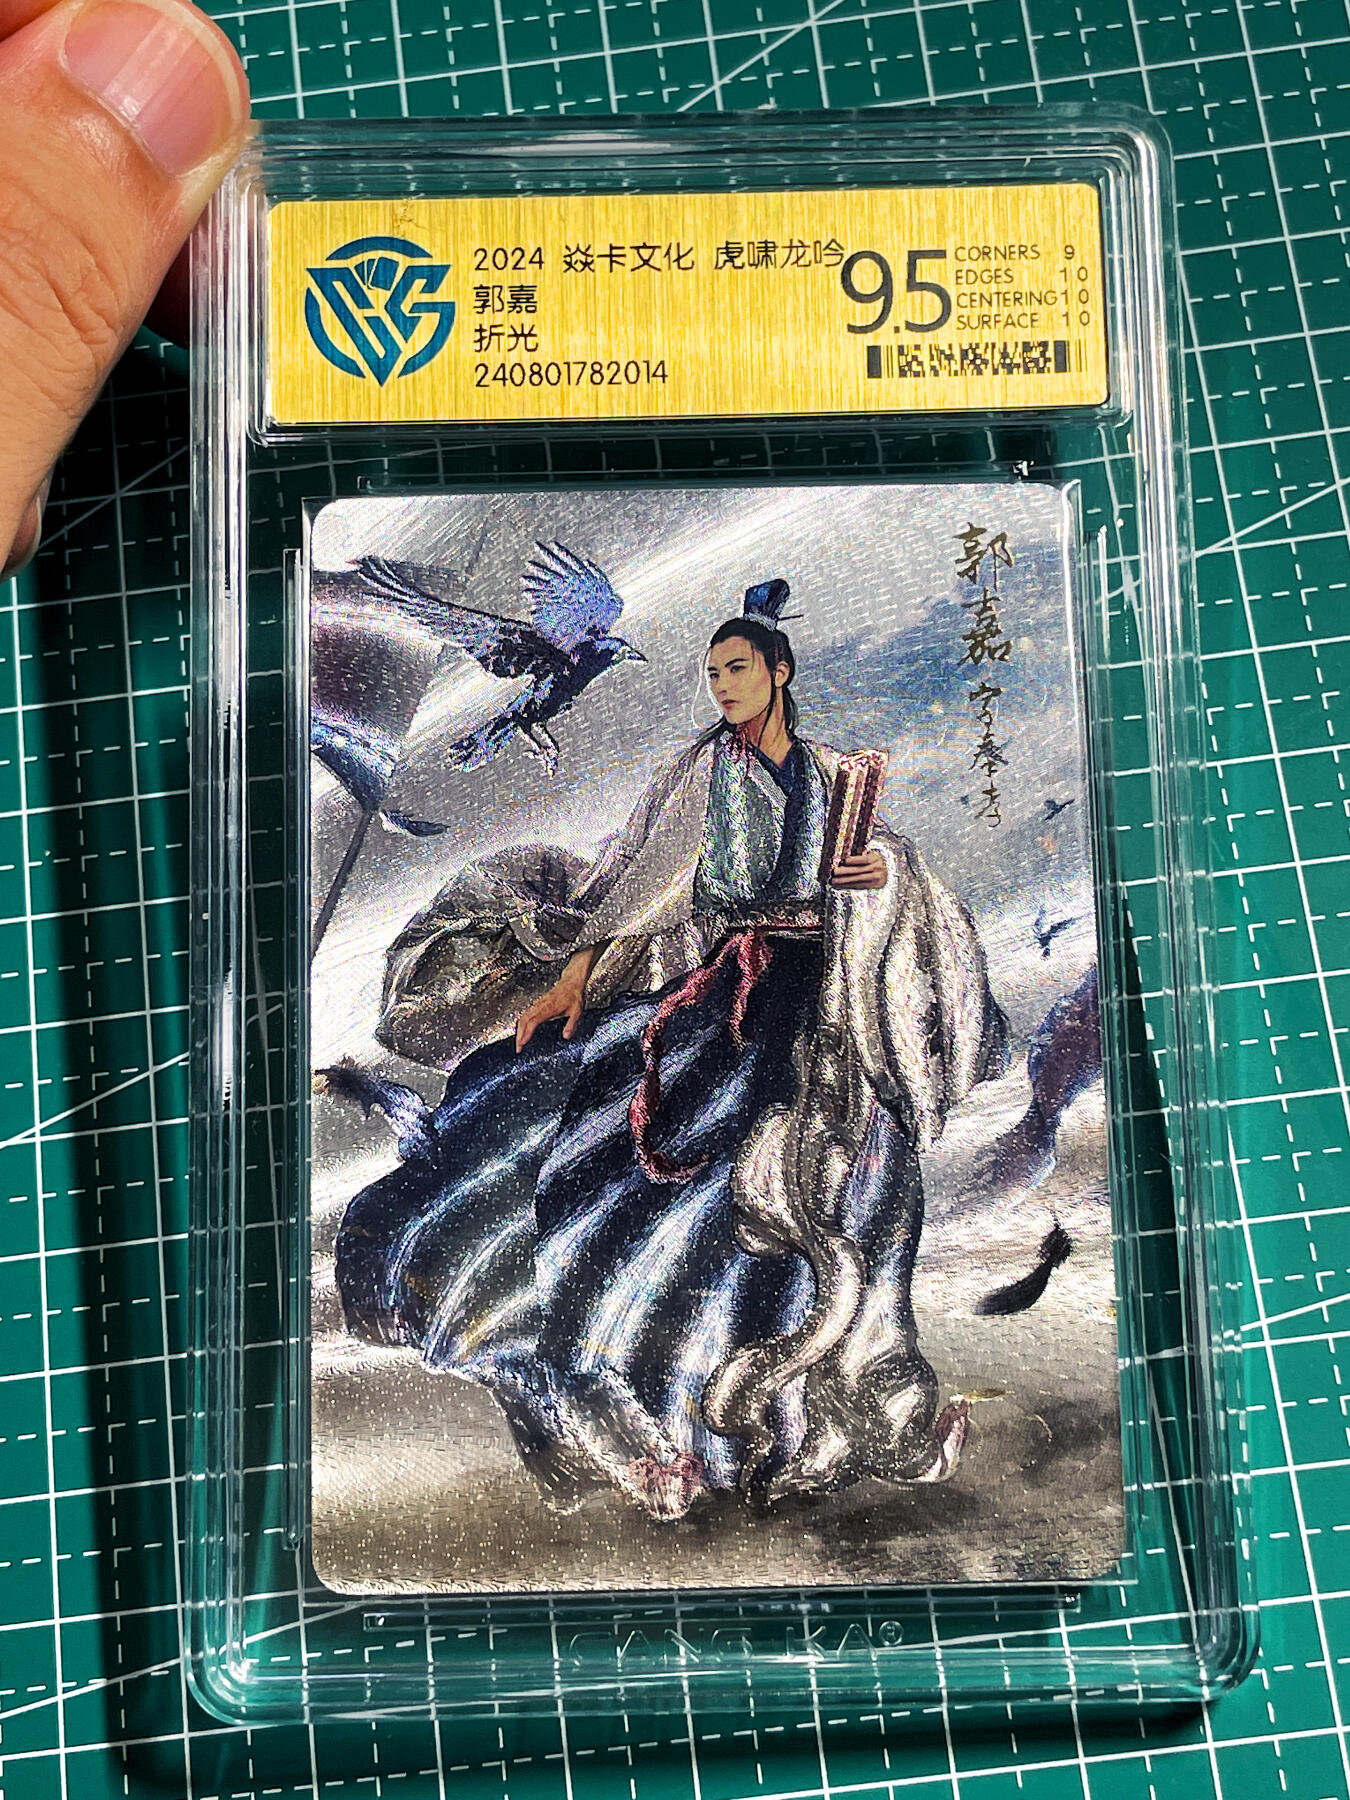 2024 焱卡文化 虎啸龙吟
郭嘉
折光
240801782014
9.5
CORNERS 9
EDGES 10
CENTERING 10
SURFACE 10
郭嘉 字奉孝
CANG KA®